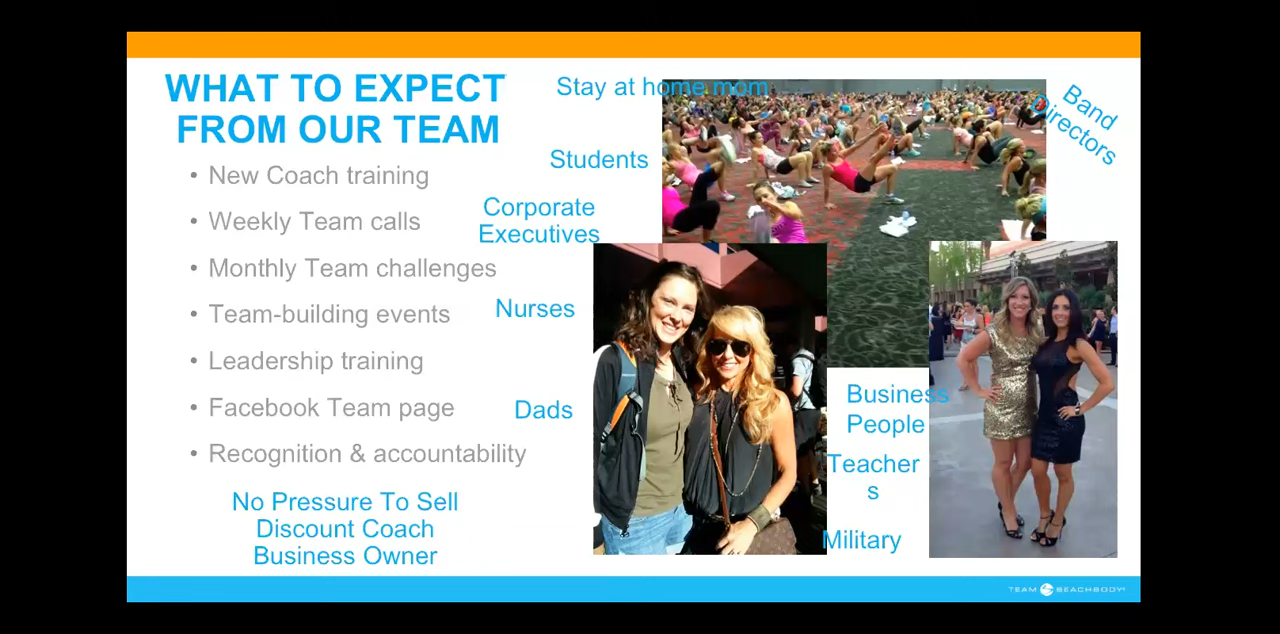 WHAT TO EXPECT
FROM OUR TEAM
• New Coach training
• Weekly Team calls
• Monthly Team challenges
• Team-building events
• Leadership training
• Facebook Team page
• Recognition & accountability
No Pressure To Sell
Discount Coach
Business Owner
Stay at home mom
Students
Corporate
Executives
Nurses
Dads
Band
Directors
Business
People
Teacher
s
Military
TEAM BEACHBODY